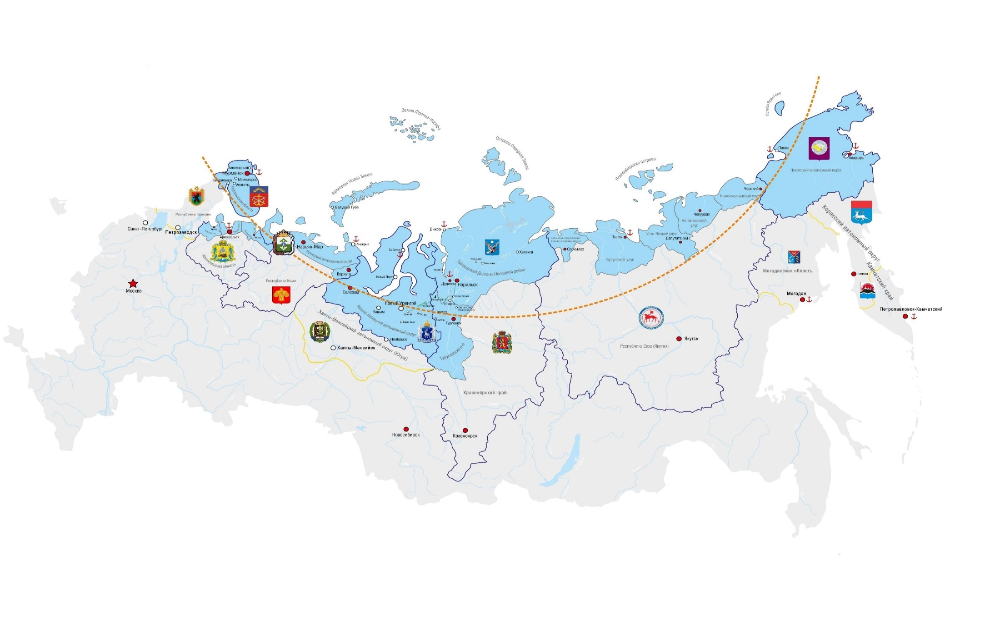 Остров Врангеля
Земля Франца-Иосифа
Острова Северная Земля
Новосибирские острова
Архипелаг Новая Земля
Певек
Анадырь
Чукотский автономный округ
Заполярный
Мурманск
Кандалакша
Мончегорск
Апатиты
Мурманская область
Белушья Губа
Черский
Нижнеколымский улус
Республика Карелия
Санкт-Петербург
Петрозаводск
Архангельск
Архангельская область
Мезень
Нарьян-Мар
Ненецкий автономный округ
Амдерма
Сабетта
Диксон
Хатанга
Таймырский Долгано-Ненецкий район
Саскылах
Тикси
Булунский улус
Усть-Янский улус
Депутатский
Чокурдах
Аллаиховский
улус
Корякский автономный округ
Камчатский край
Палана
Петропавловск-Камчатский
Магаданская область
Магадан
Москва
Республика Коми
Воркута
Салехард
Новый Порт
Новый Уренгой
Надым
Ямало-Ненецкий автономный округ
Ноябрьск
Дудинка
Норильск
Игарка
Туруханск
Туруханский р-н
Ханты-Мансийский автономный округ (Югра)
Ханты-Мансийск
Якутск
Республика Саха (Якутия)
Красноярский край
Новосибирск
Красноярск